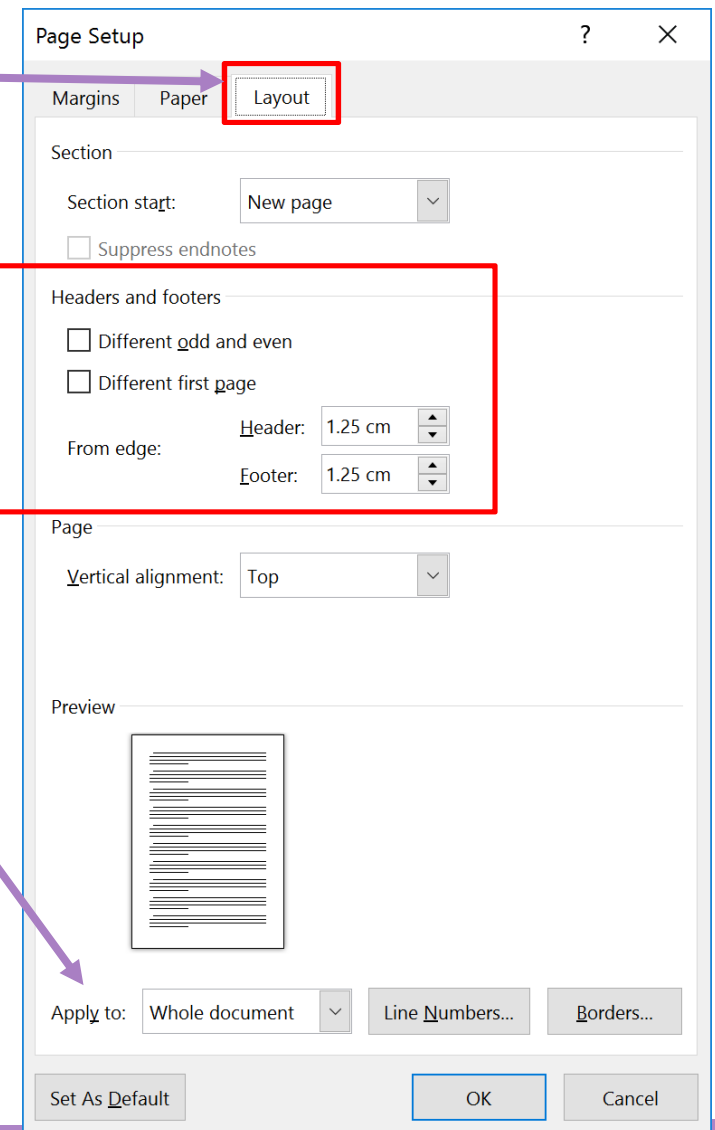 Page Setup ?
Margins Paper Layout
Section
Section start: New page
Suppress endnotes
Headers and footers
Different odd and even
Different first page
Header: 1.25 cm
From edge:
Footer: 1.25 cm
Page
Vertical alignment: Top
Preview
Apply to: Whole document Line Numbers... Borders...
Set As Default OK Cancel